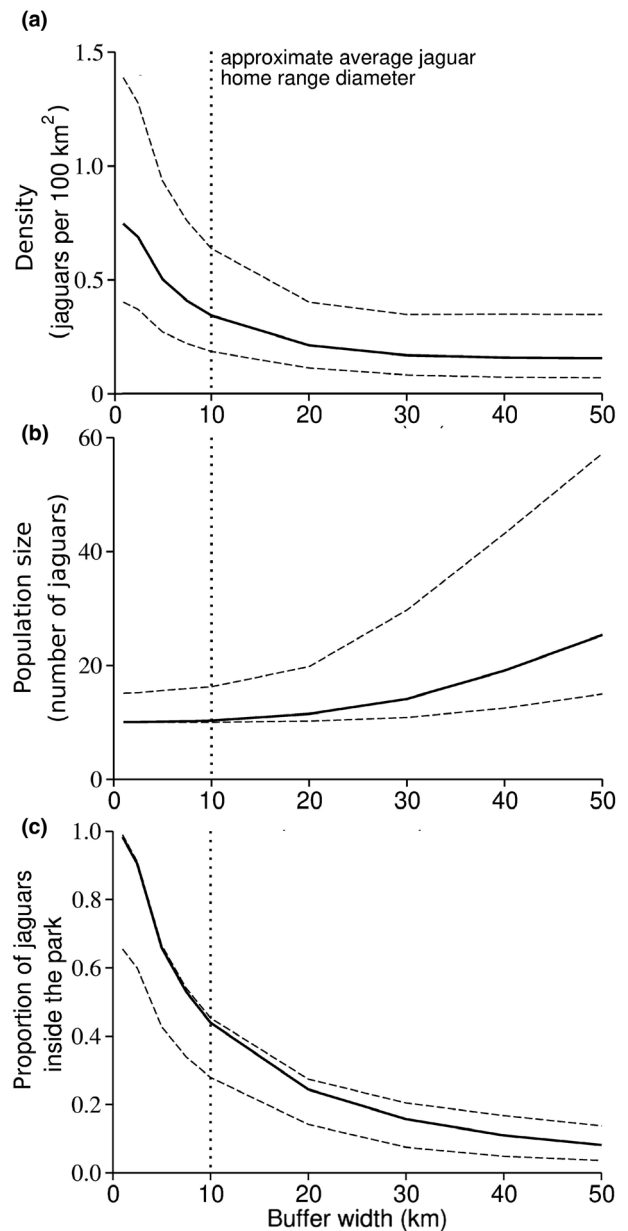 (a)
approximate average jaguar
home range diameter
1.5
1.0
0.5
0
Density
(jaguars per 100 km²)
0 10 20 30 40 50
(b)
60
40
20
0
Population size
(number of jaguars)
0 10 20 30 40 50
(c)
1.0
0.8
0.6
0.4
0.2
0.0
Proportion of jaguars
inside the park
0 10 20 30 40 50
Buffer width (km)